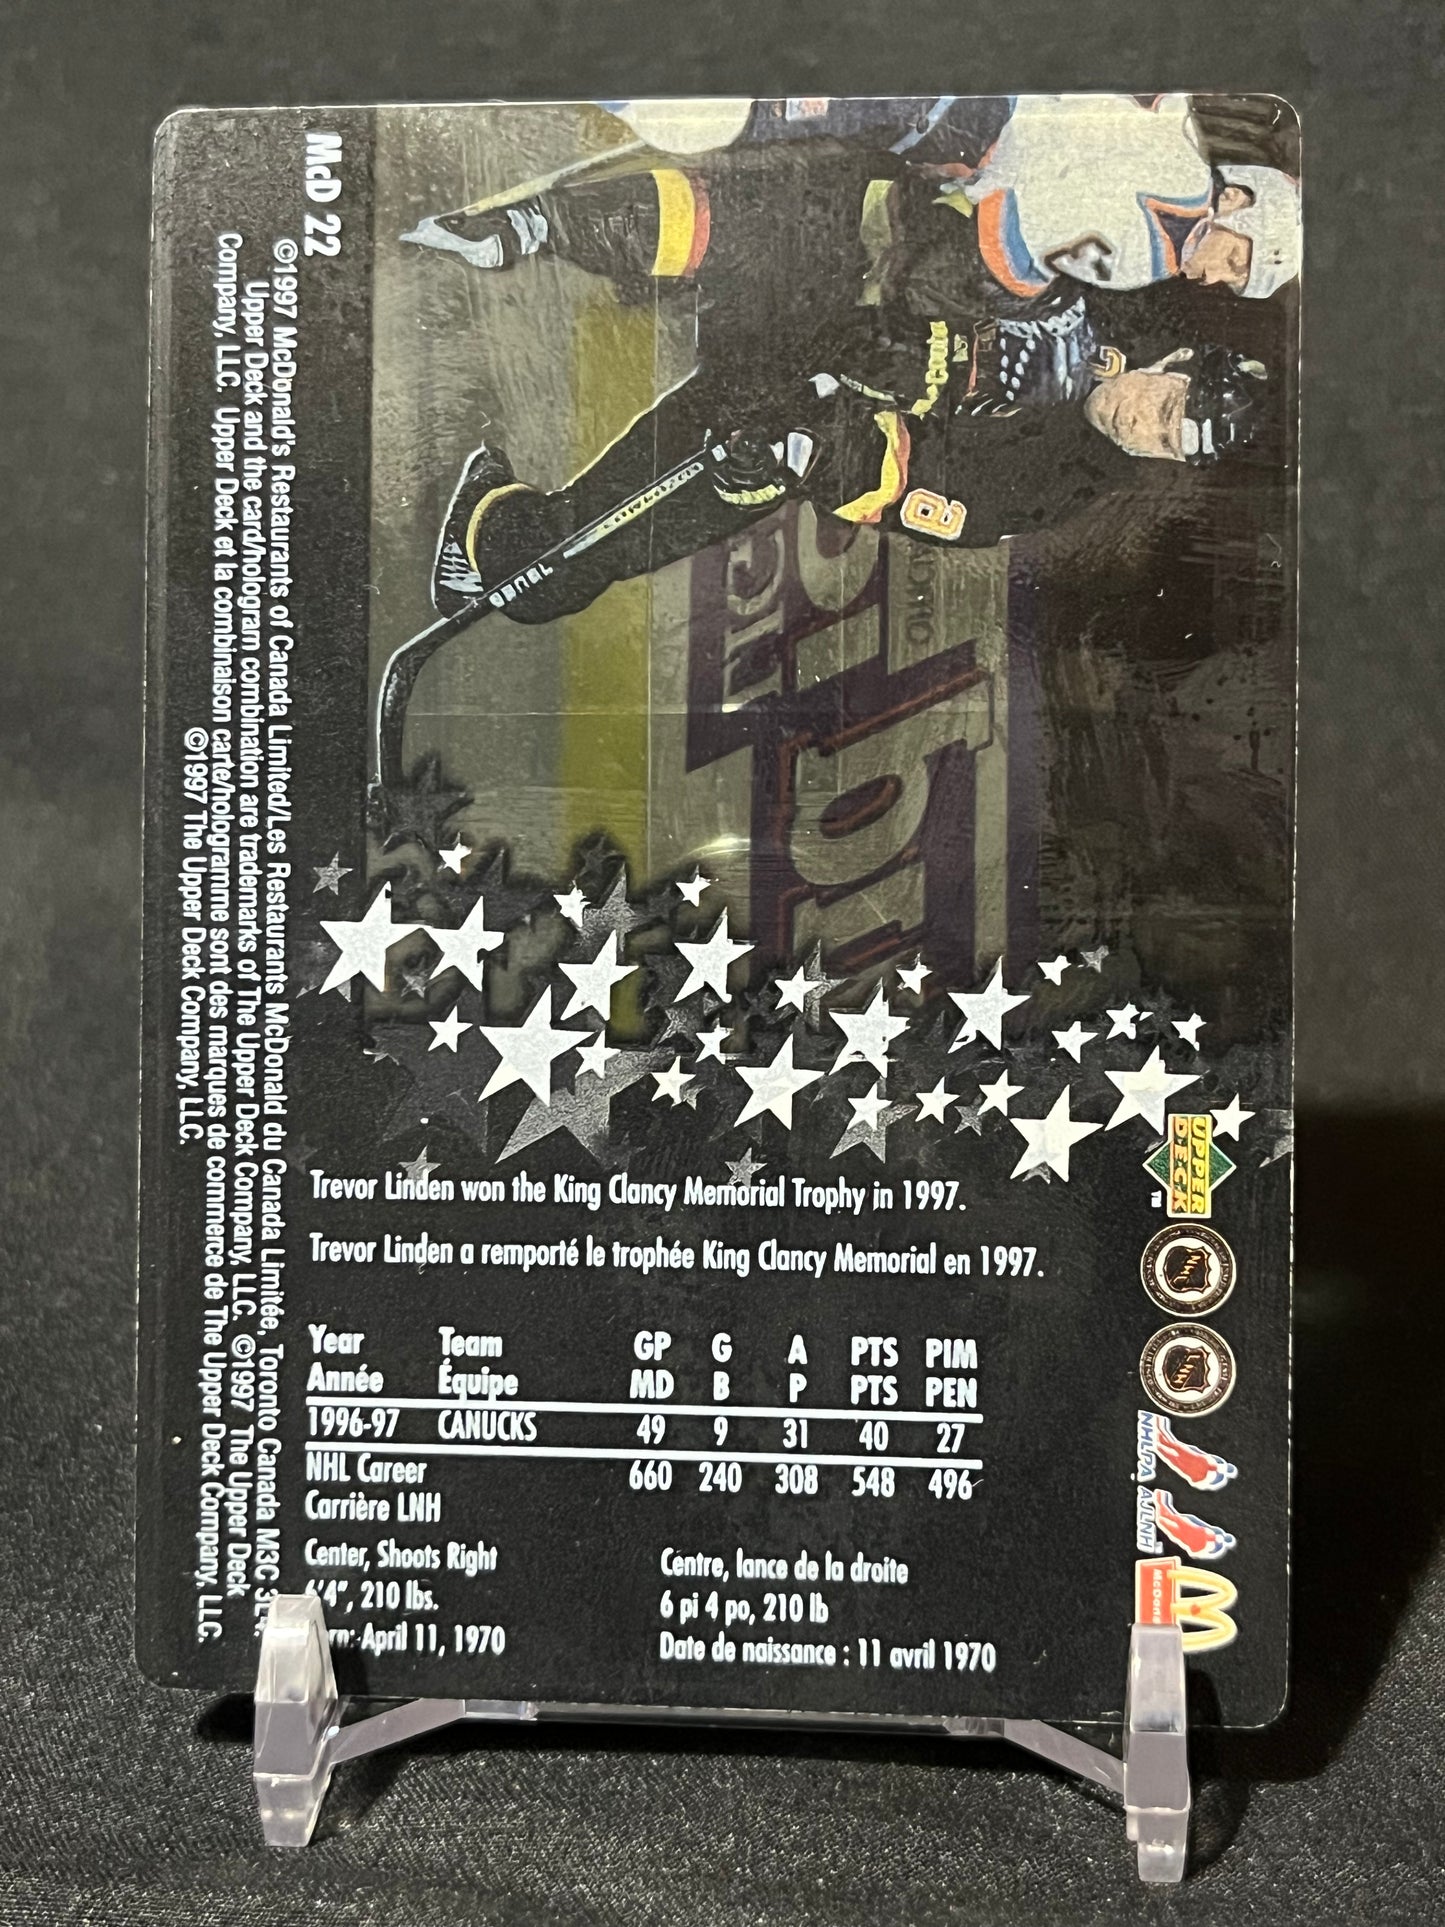 McD 22
©1997 McDonald's Restaurants of Canada Limited/Les Restaurants McDonald du Canada Limitée, Toronto Canada M3C
Upper Deck and the card/hologram combination are trademarks of The Upper Deck Company, LLC. ©1997 The Upper Deck
Company, LLC. Upper Deck et la combinaison carte/hologramme sont des marques de commerce de The Upper Deck Company, LLC.
©1997 The Upper Deck Company, LLC.
UPPER
DECK
TM
NHL
LNH
NHLPA
AJLNH
Trevor Linden won the King Clancy Memorial Trophy in 1997.
Trevor Linden a remporté le trophée King Clancy Memorial en 1997.
Year Team GP G A PTS PIM
Année Équipe MD B P PTS PEN
1996-97 CANUCKS 49 9 31 40 27
NHL Career 660 240 308 548 496
Carrière LNH
Center, Shoots Right
6'4", 210 lbs.
April 11, 1970
Centre, lance de la droite
6 pi 4 po, 210 lb
Date de naissance : 11 avril 1970